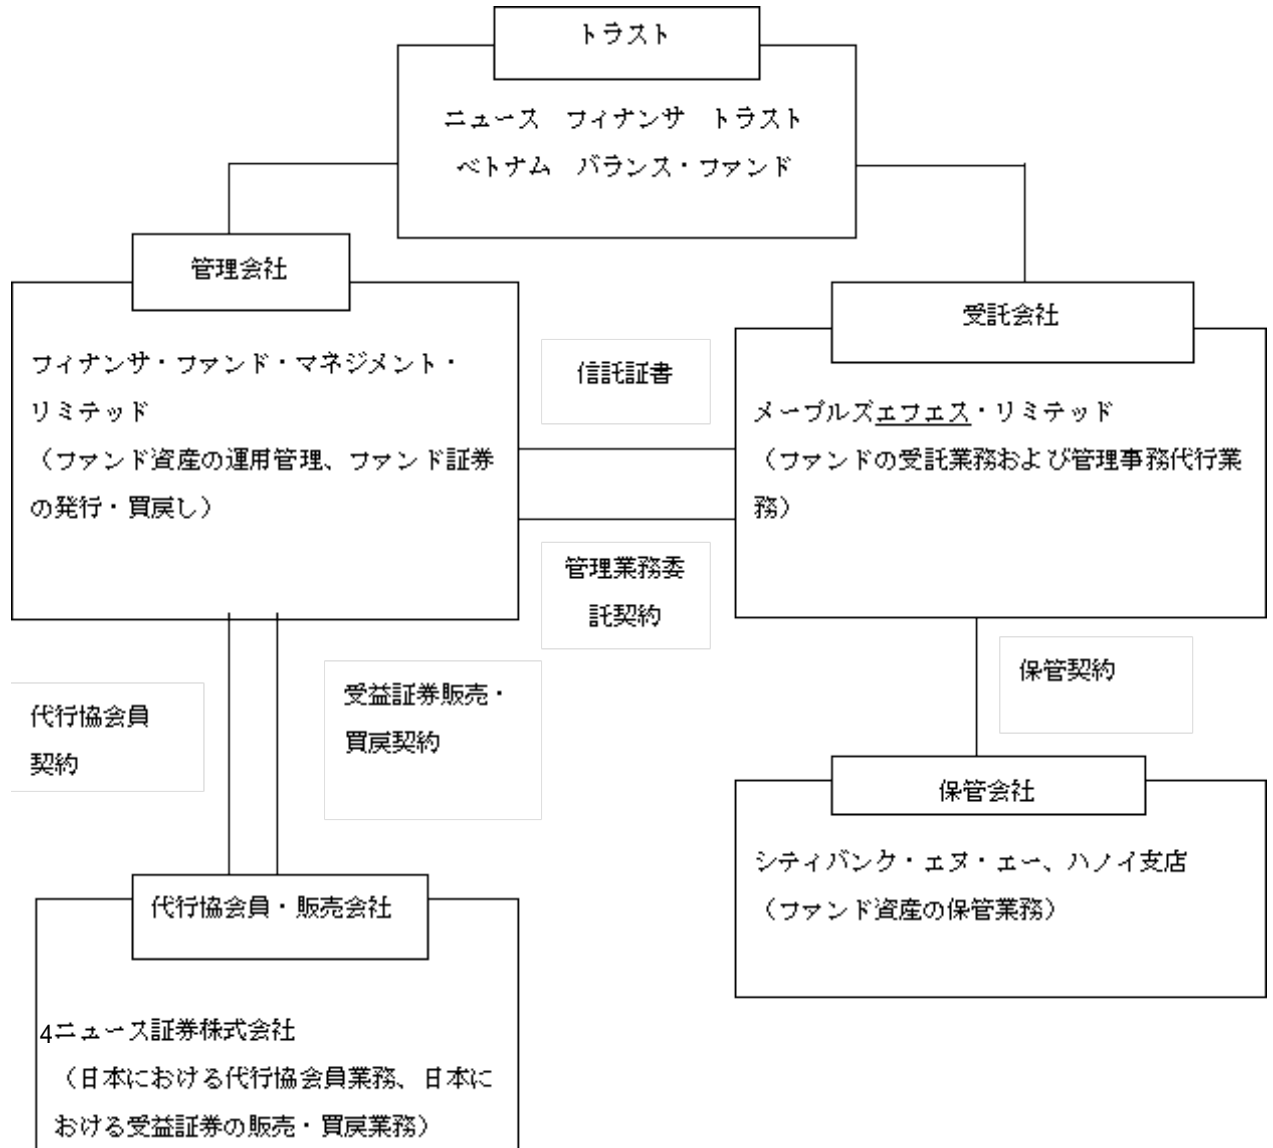 トラスト
ニュース　フィナンサ　トラスト
ベトナム　バランス・ファンド
管理会社
フィナンサ・ファンド・マネジメント・
リミテッド
（ファンド資産の運用管理、ファンド証券
の発行・買戻し）
信託証書
管理業務委
託契約
受託会社
メープルズエフエス・リミテッド
（ファンドの受託業務および管理事務代行業
務）
代行協会員
契約
受益証券販売・
買戻契約
保管契約
保管会社
シティバンク・エヌ・エー、ハノイ支店
（ファンド資産の保管業務）
代行協会員・販売会社
4ニュース証券株式会社
（日本における代行協会員業務、日本に
おける受益証券の販売・買戻業務）